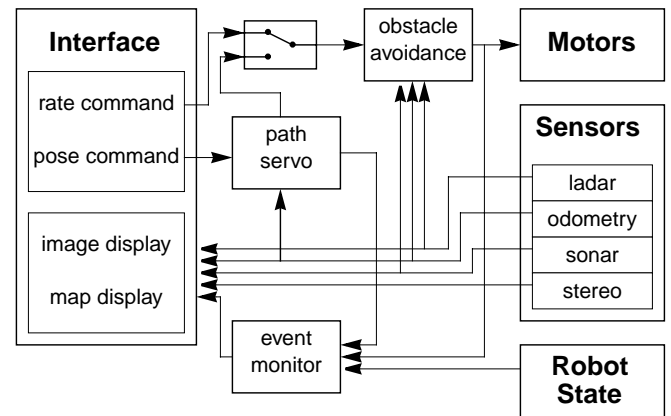 Interface
rate command
pose command
image display
map display
path
servo
event
monitor
obstacle
avoidance
Motors
Sensors
ladar
odometry
sonar
stereo
Robot
State